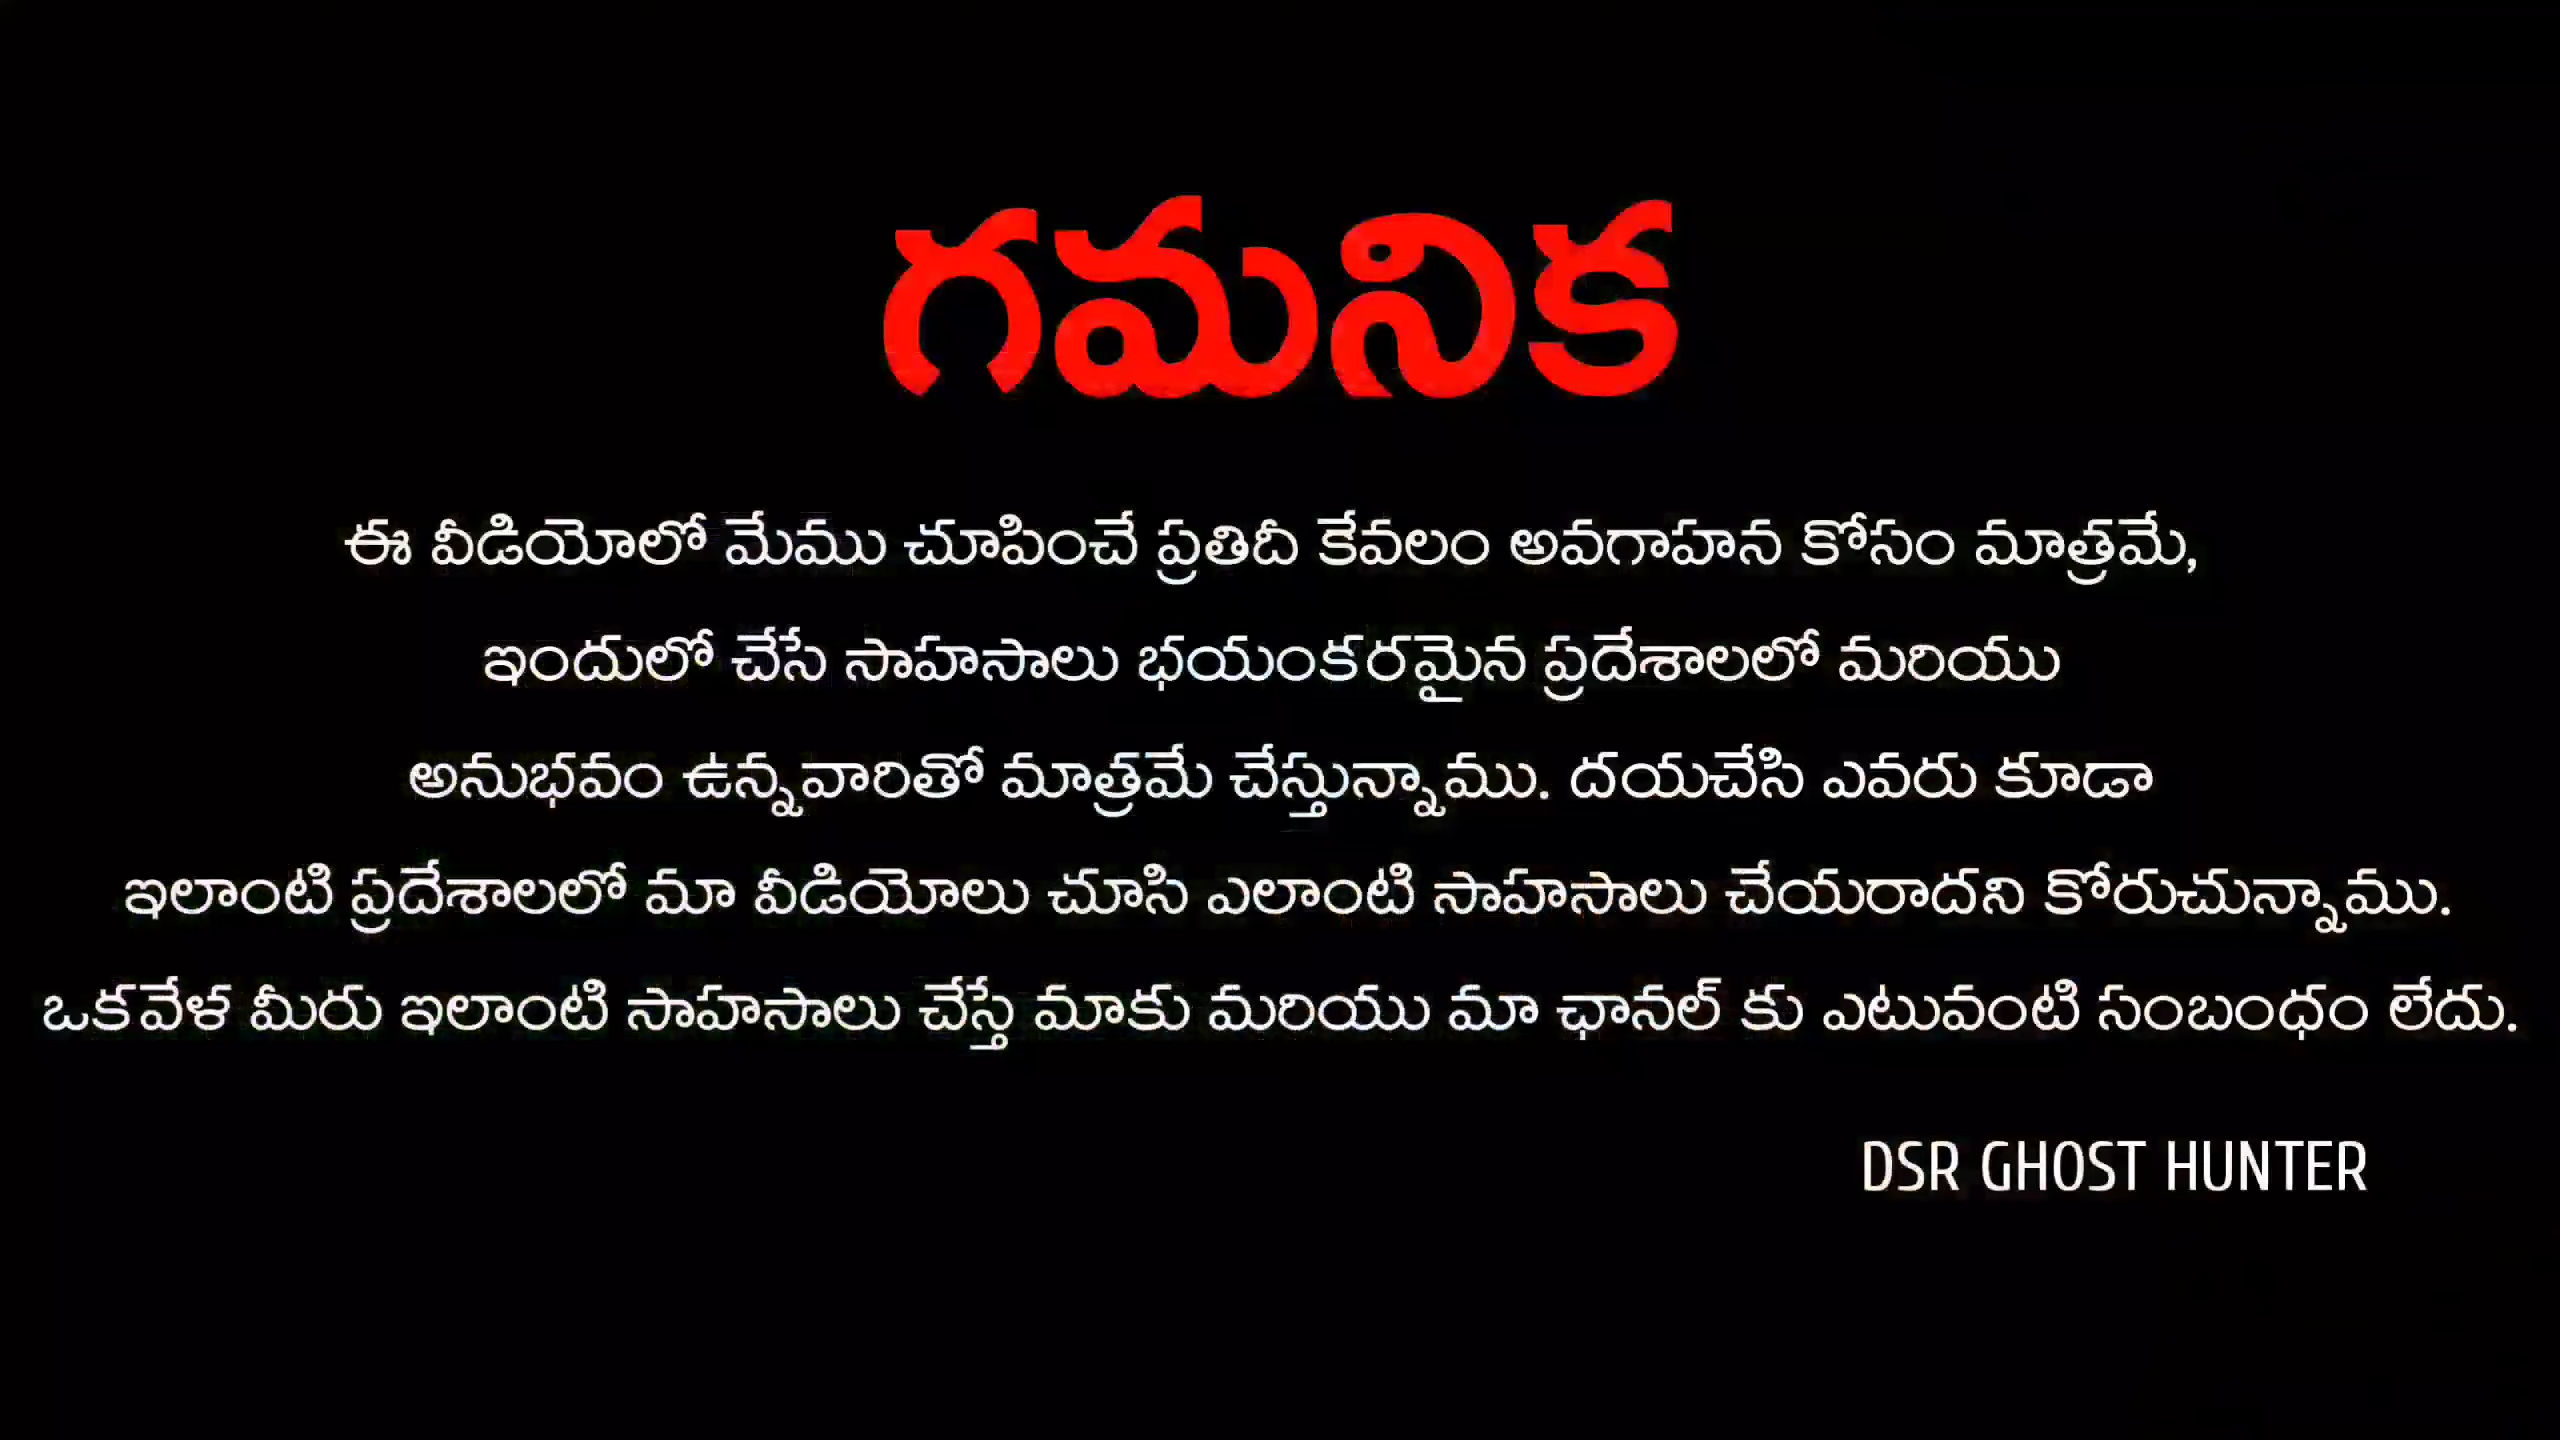 గమనిక
ఈ వీడియోలో మేము చూపించే ప్రతిదీ కేవలం అవగాహన కోసం మాత్రమే,
ఇందులో చేసే సాహసాలు భయంకరమైన ప్రదేశాలలో మరియు
అనుభవం ఉన్నవారితో మాత్రమే చేస్తున్నాము. దయచేసి ఎవరు కూడా
ఇలాంటి ప్రదేశాలలో మా వీడియోలు చూసి ఎలాంటి సాహసాలు చేయరాదని కోరుచున్నాము.
ఒకవేళ మీరు ఇలాంటి సాహసాలు చేస్తే మాకు మరియు మా ఛానల్ కు ఎటువంటి సంబంధం లేదు.
DSR GHOST HUNTER